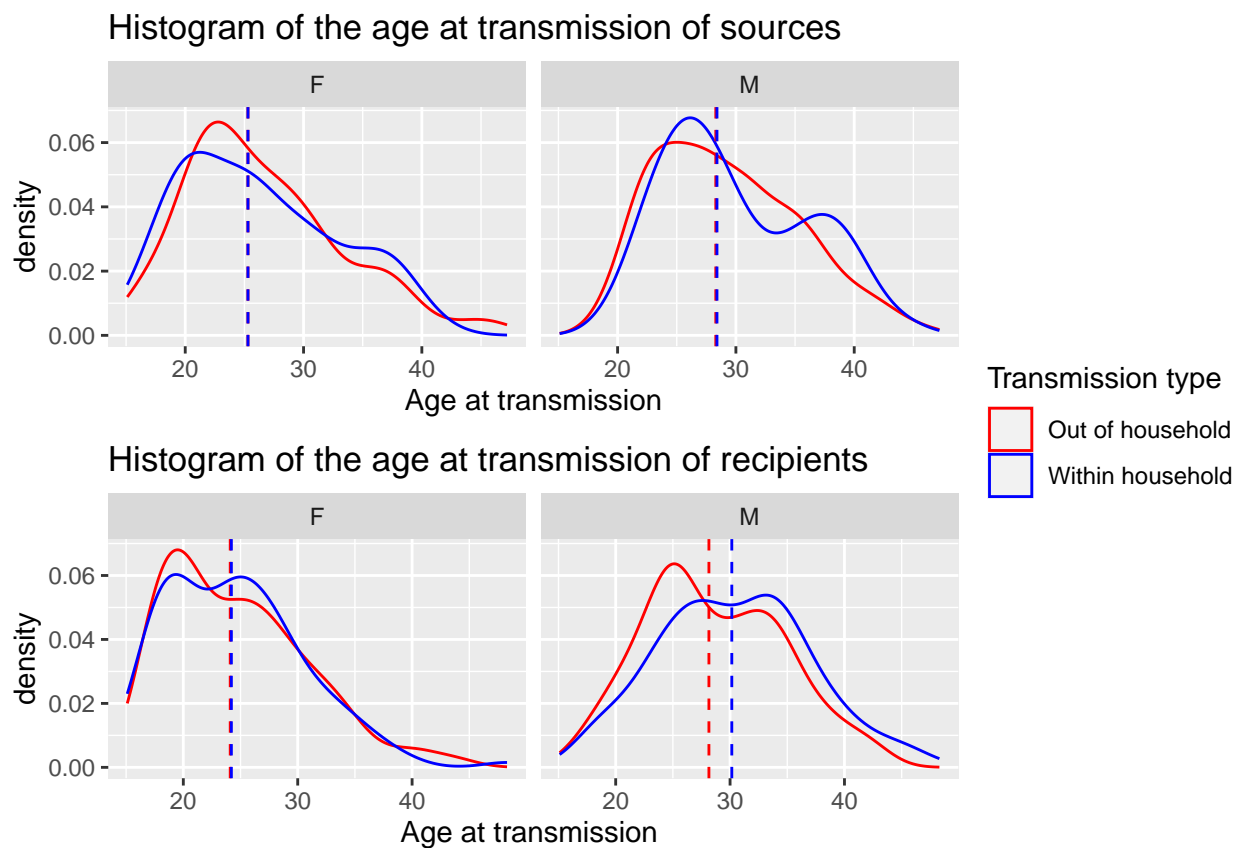 Histogram of the age at transmission of sources
F
M
density
0.06
0.04
0.02
0.00
20
30
40
20
30
40
Age at transmission
Transmission type
Out of household
Within household
Histogram of the age at transmission of recipients
F
M
density
0.06
0.04
0.02
0.00
20
30
40
20
30
40
Age at transmission